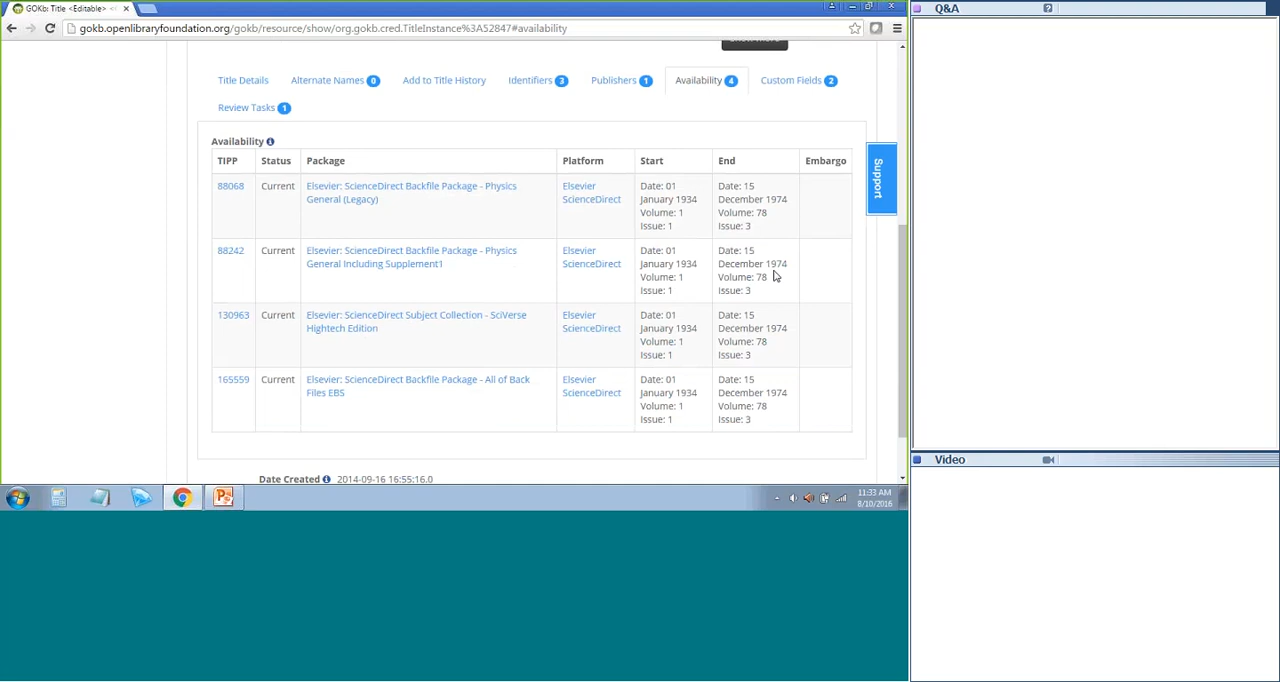 GOKb: Title <Editable>
Q&A
gokb.openlibraryfoundation.org/gokb/resource/show/org.gokb.cred.TitleInstance%3A52847#availability
Title Details Alternate Names 0 Add to Title History Identifiers 3 Publishers 1 Availability 4 Custom Fields 2
Review Tasks 1
Availability
TIPP Status Package Platform Start End Embargo
88068 Current Elsevier: ScienceDirect Backfile Package - Physics Elsevier Date: 01 Date: 15
General (Legacy) ScienceDirect January 1934 December 1974
Volume: 1 Volume: 78
Issue: 1 Issue: 3
88242 Current Elsevier: ScienceDirect Backfile Package - Physics Elsevier Date: 01 Date: 15
General Including Supplement1 ScienceDirect January 1934 December 1974
Volume: 1 Volume: 78
Issue: 1 Issue: 3
130963 Current Elsevier: ScienceDirect Subject Collection - SciVerse Elsevier Date: 01 Date: 15
Hightech Edition ScienceDirect January 1934 December 1974
Volume: 1 Volume: 78
Issue: 1 Issue: 3
165559 Current Elsevier: ScienceDirect Backfile Package - All of Back Elsevier Date: 01 Date: 15
Files EBS ScienceDirect January 1934 December 1974
Volume: 1 Volume: 78
Issue: 1 Issue: 3
Support
Date Created 2014-09-16 16:55:16.0
Video
11:33 AM
8/10/2016